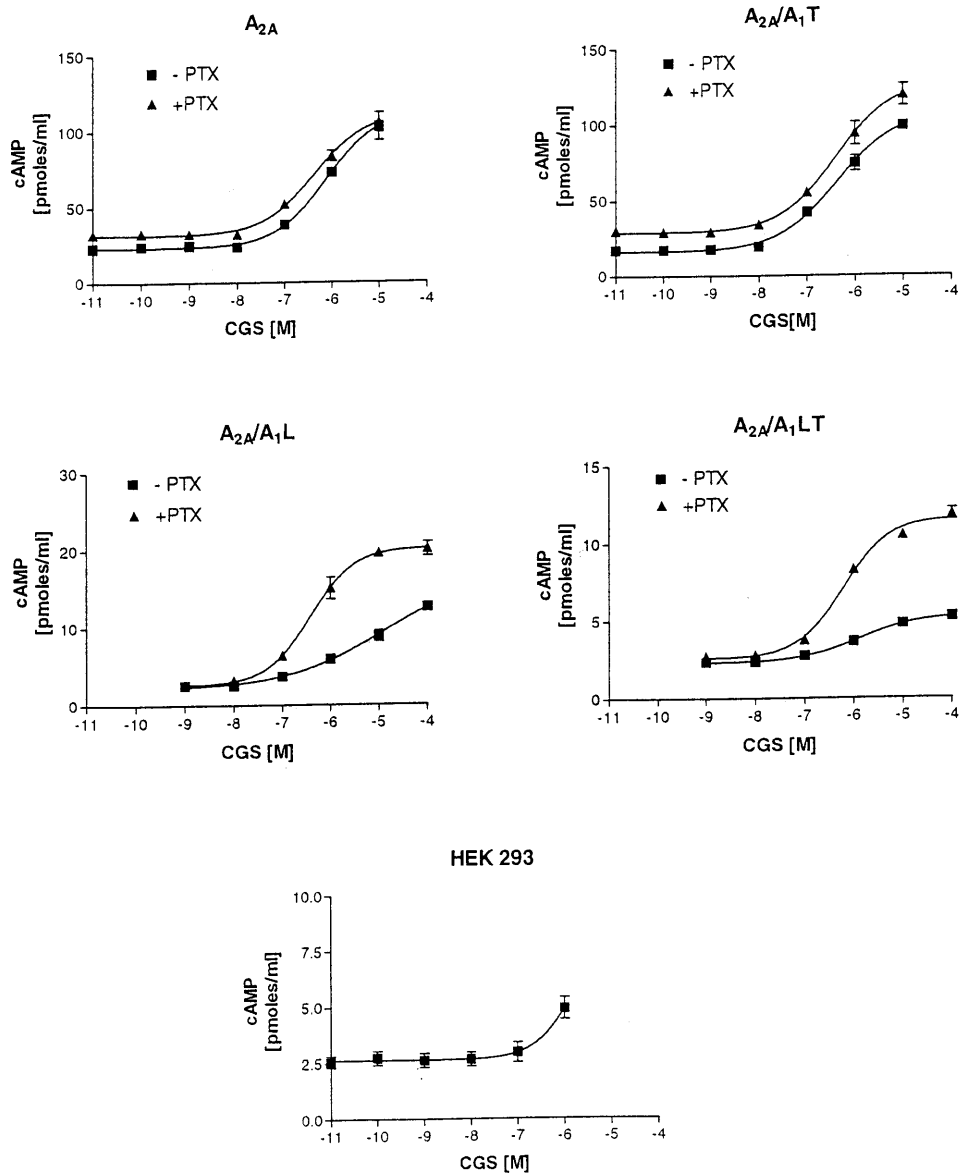 A2A
150
100
50
0
cAMP
[pmoles/ml]
- PTX
+PTX
-11 -10 -9 -8 -7 -6 -5 -4
CGS [M]
A2A/A1T
150
100
50
0
cAMP
[pmoles/ml]
- PTX
+PTX
-11 -10 -9 -8 -7 -6 -5 -4
CGS[M]
A2A/A1L
30
20
10
0
cAMP
[pmoles/ml]
- PTX
+PTX
-11 -10 -9 -8 -7 -6 -5 -4
CGS [M]
A2A/A1LT
15
10
5
0
cAMP
[pmoles/ml]
- PTX
+PTX
-11 -10 -9 -8 -7 -6 -5 -4
CGS [M]
HEK 293
10.0
7.5
5.0
2.5
0.0
cAMP
[pmoles/ml]
-11 -10 -9 -8 -7 -6 -5 -4
CGS [M]